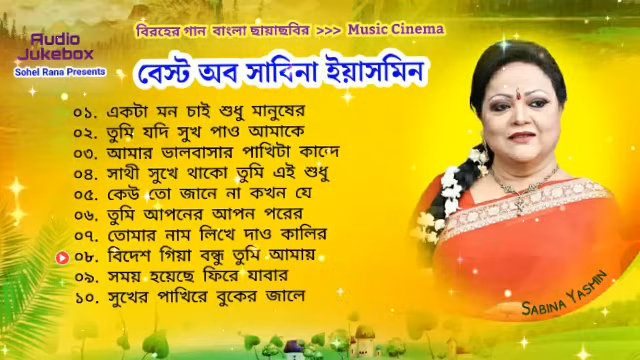 Audio
Jukebox
Sohel Rana Presents
বিরহের গান বাংলা ছায়াছবির >>> Music Cinema
বেস্ট অব সাবিনা ইয়াসমিন
০১. একটা মন চাই শুধু মানুষের
০২. তুমি যদি সুখ পাও আমাকে
০৩. আমার ভালবাসার পাখিটা কান্দে
০৪. সাথী সুখে থাকো তুমি এই শুধু
০৫. কেউ তো জানে না কখন যে
০৬. তুমি আপনের আপন পরের
০৭. তোমার নাম লিখে দাও কালির
০৮. বিদেশ গিয়া বন্ধু তুমি আমায়
০৯. সময় হয়েছে ফিরে যাবার
১০. সুখের পাখিরে বুকের জালে
SABINA YASMIN